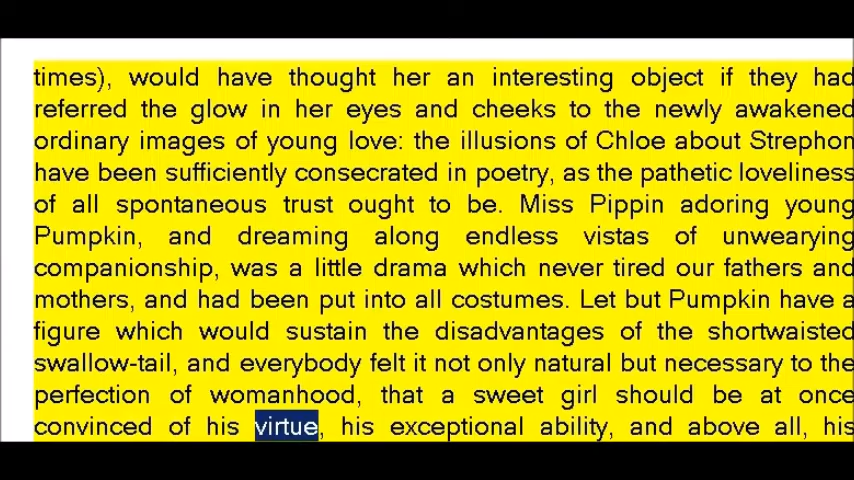 times), would have thought her an interesting object if they had
referred the glow in her eyes and cheeks to the newly awakened
ordinary images of young love: the illusions of Chloe about Strephon
have been sufficiently consecrated in poetry, as the pathetic loveliness
of all spontaneous trust ought to be. Miss Pippin adoring young
Pumpkin, and dreaming along endless vistas of unwearying
companionship, was a little drama which never tired our fathers and
mothers, and had been put into all costumes. Let but Pumpkin have a
figure which would sustain the disadvantages of the shortwaisted
swallow-tail, and everybody felt it not only natural but necessary to the
perfection of womanhood, that a sweet girl should be at once
convinced of his virtue, his exceptional ability, and above all, his